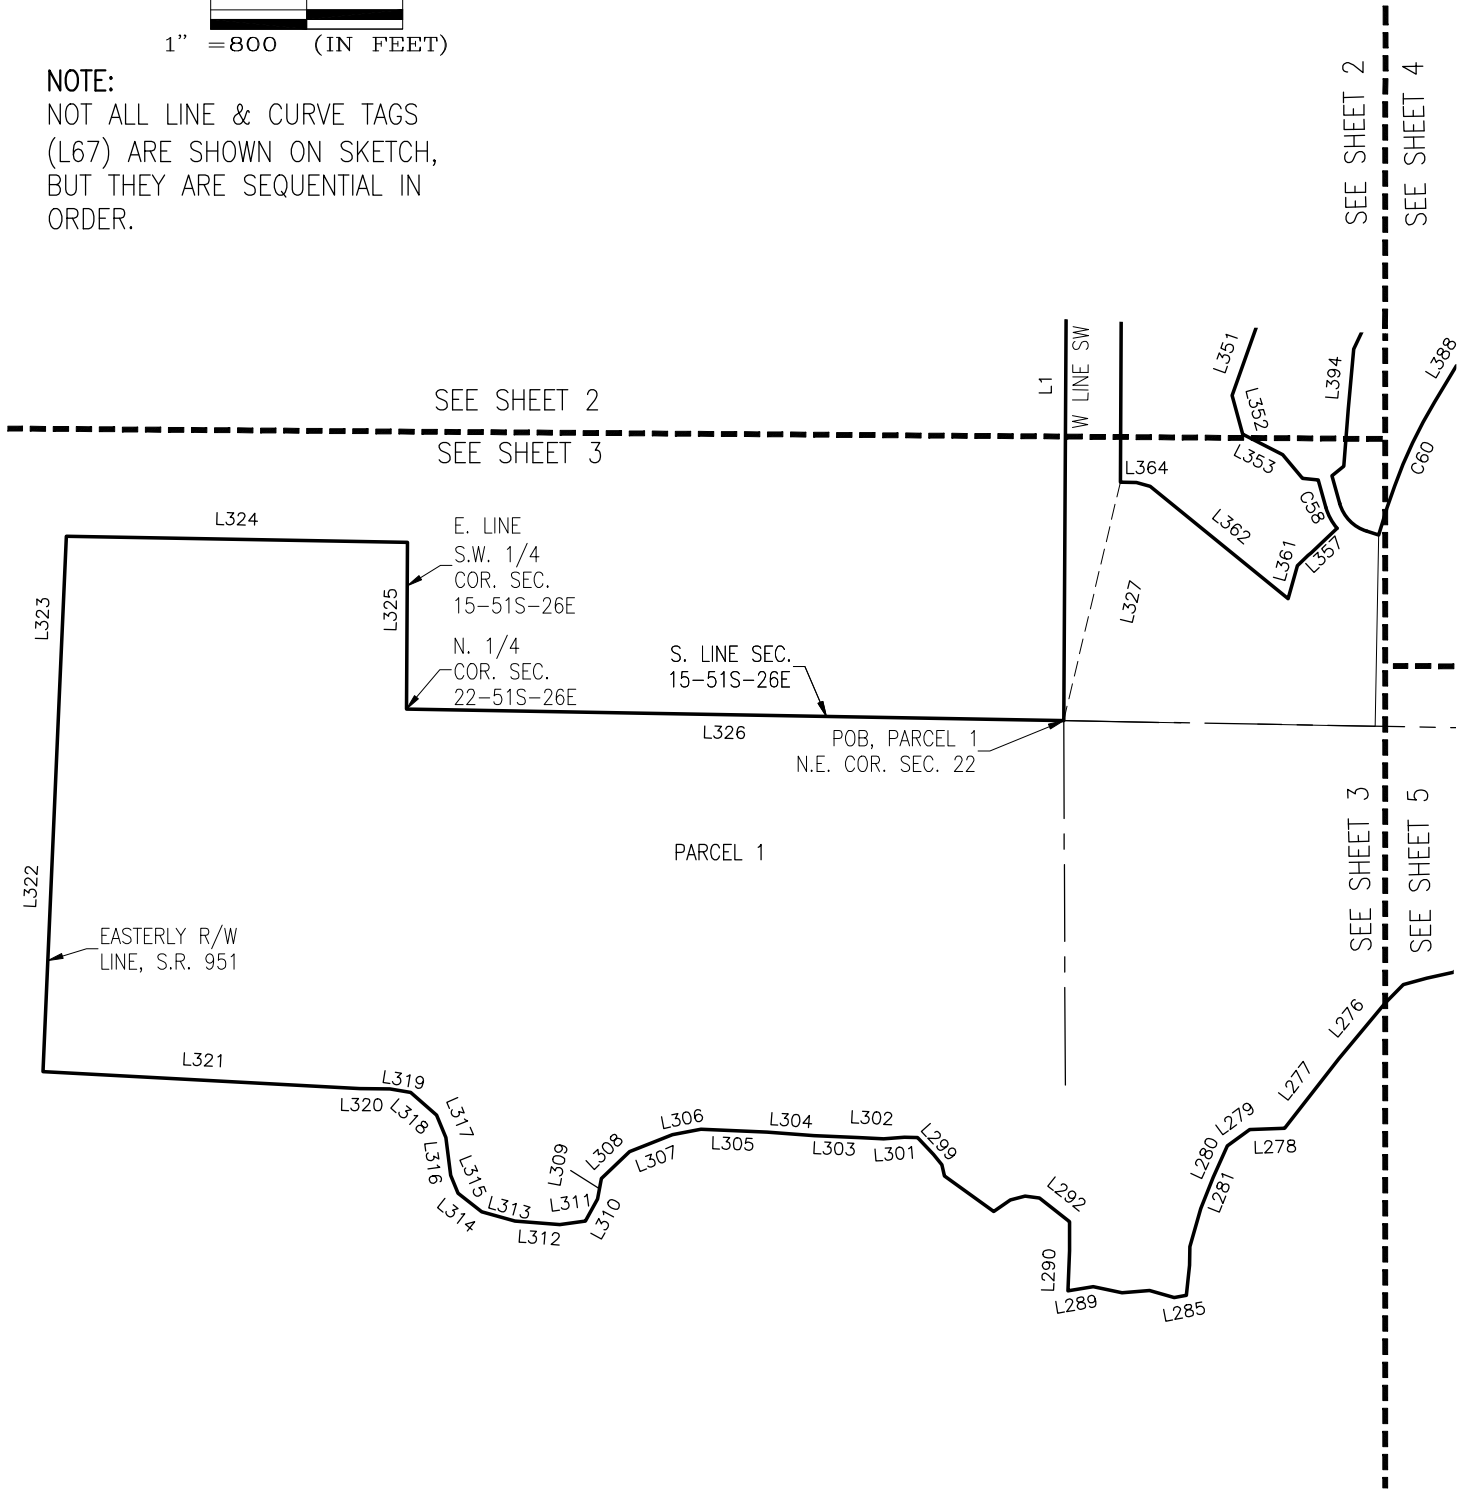 1" =800 (IN FEET)
NOTE:
NOT ALL LINE & CURVE TAGS
(L67) ARE SHOWN ON SKETCH,
BUT THEY ARE SEQUENTIAL IN
ORDER.
SEE SHEET 2
SEE SHEET 4
L351
L352
L353
L394
L388
C60
L1
W LINE SW
SEE SHEET 2
SEE SHEET 3
L364
L362
C58
L361
L357
L327
L324
E. LINE
S.W. 1/4
COR. SEC.
15-51S-26E
L323
L325
N. 1/4
COR. SEC.
22-51S-26E
S. LINE SEC.
15-51S-26E
L326
POB, PARCEL 1
N.E. COR. SEC. 22
PARCEL 1
SEE SHEET 3
SEE SHEET 5
L322
EASTERLY R/W
LINE, S.R. 951
L321
L320
L319
L318
L317
L316
L315
L314
L313
L312
L311
L310
L309
L308
L307
L306
L305
L304
L303
L302
L301
L299
L292
L290
L289
L285
L281
L280
L279
L278
L277
L276